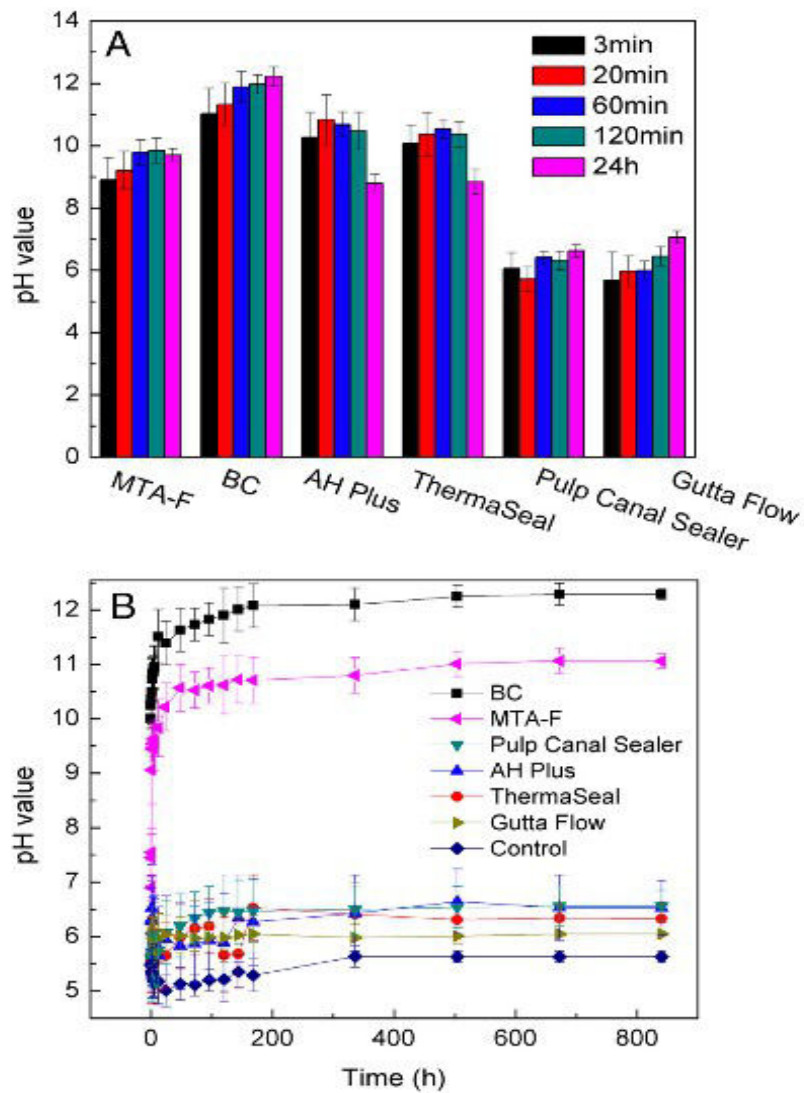 A
14
12
10
8
6
4
2
0
pH value
3min
20min
60min
120min
24h
MTA-F
BC
AH Plus
ThermaSeal
Pulp Canal Sealer
Gutta Flow
B
12
11
10
9
8
7
6
5
pH value
BC
MTA-F
Pulp Canal Sealer
AH Plus
ThermaSeal
Gutta Flow
Control
0 200 400 600 800
Time (h)